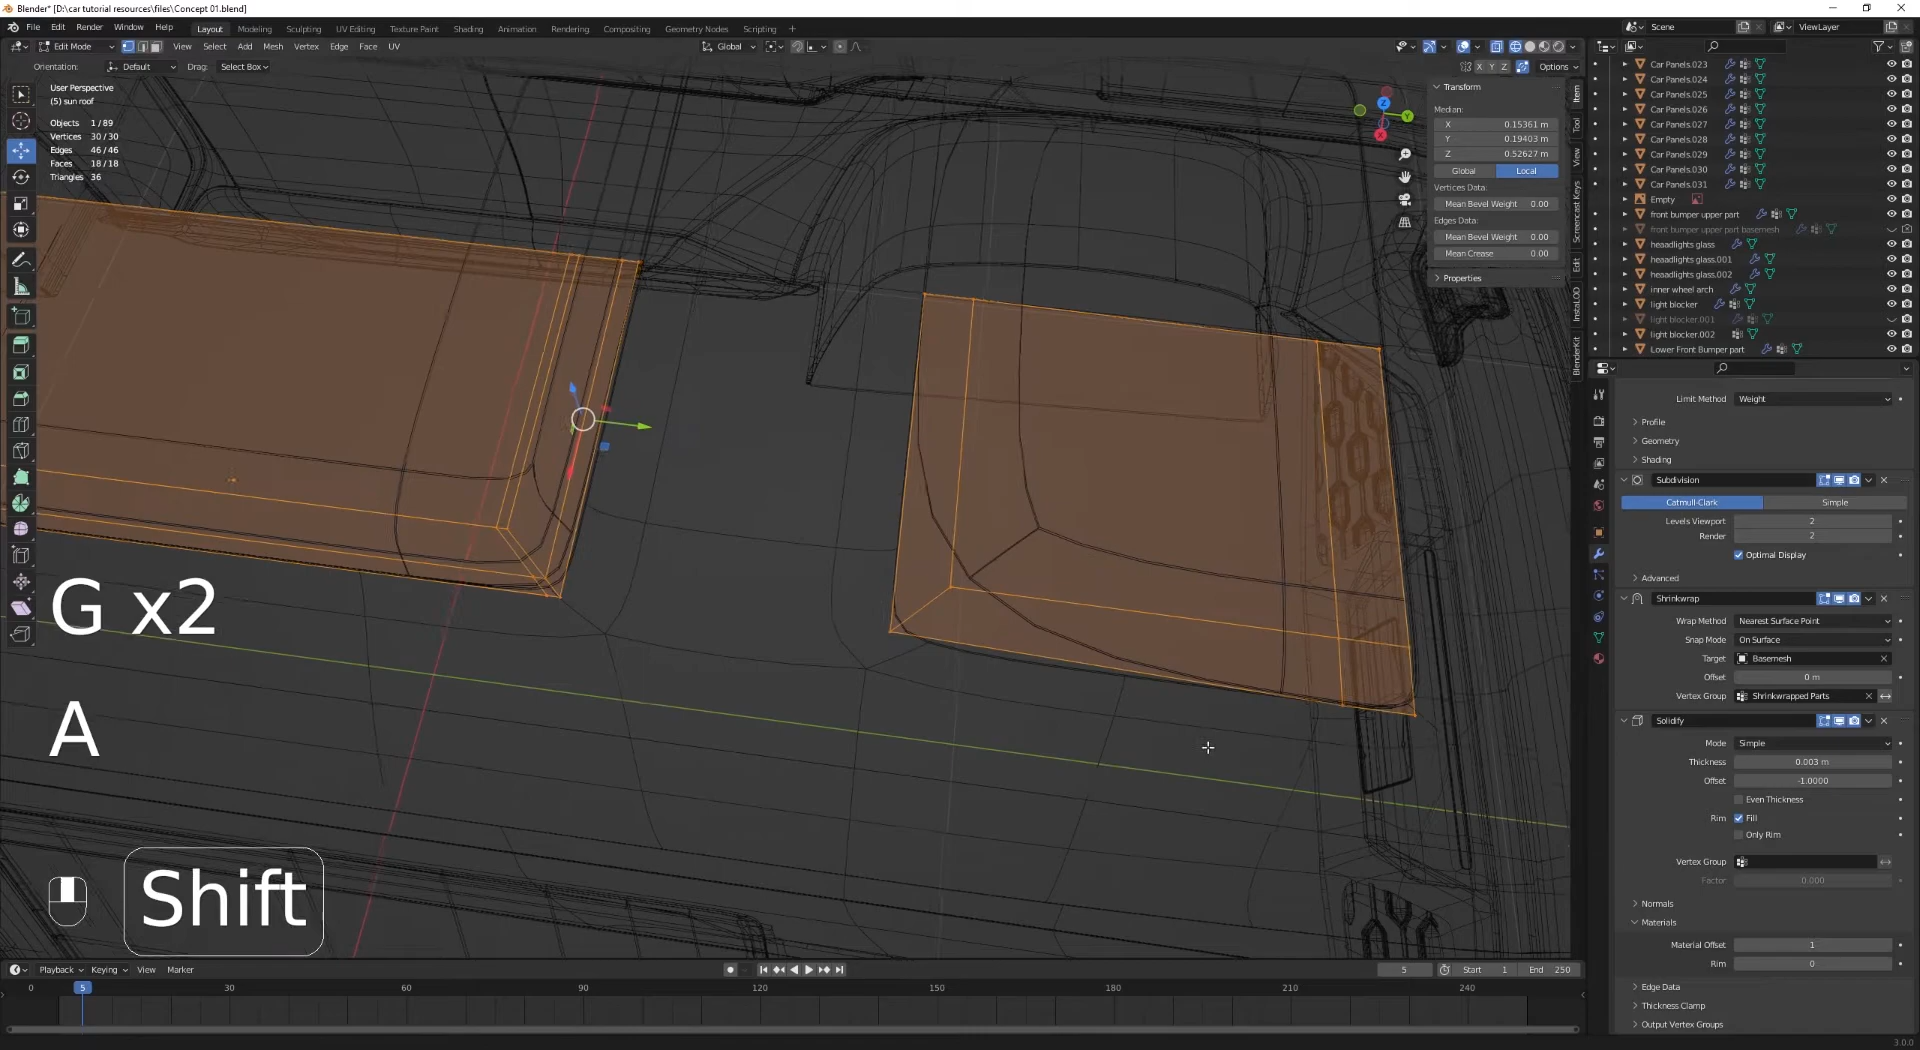 Blender* [D:\car tutorial resources\files\Concept 01.blend]
File Edit Render Window Help
Layout Modeling Sculpting UV Editing Texture Paint Shading Animation Rendering Compositing Geometry Nodes Scripting +
Scene
ViewLayer
Edit Mode View Select Add Mesh Vertex Edge Face UV
Global
Orientation: Default Drag: Select Box
X Y Z Options
User Perspective
(5) sun roof
Objects 1/89
Vertices 30/30
Edges 46/46
Faces 18/18
Triangles 36
Z
Y
X
Transform
Median:
X 0.15361 m
Y 0.19403 m
Z 0.52627 m
Global Local
Vertices Data:
Mean Bevel Weight 0.00
Edges Data:
Mean Bevel Weight 0.00
Mean Crease 0.00
Properties
Item
Tool
View
Screencast Keys
Edit
InstaLOD
BlenderKit
Car Panels.023
Car Panels.024
Car Panels.025
Car Panels.026
Car Panels.027
Car Panels.028
Car Panels.029
Car Panels.030
Car Panels.031
Empty
front bumper upper part
front bumper upper part basemesh
heaadlights glass
heaadlights glass.001
heaadlights glass.002
inner wheel arch
light blocker
light blocker.001
light blocker.002
Lower Front Bumper part
Limit Method Weight
Profile
Geometry
Shading
Subdivision
Catmull-Clark Simple
Levels Viewport 2
Render 2
Optimal Display
Advanced
Shrinkwrap
Wrap Method Nearest Surface Point
Snap Mode On Surface
Target Basemesh
Offset 0 m
Vertex Group Shrinkwrapped Parts
Solidify
Mode Simple
Thickness 0.003 m
Offset -1.0000
Even Thickness
Rim Fill
Only Rim
Vertex Group
Factor 0.000
Normals
Materials
Material Offset 1
Rim 0
Edge Data
Thickness Clamp
Output Vertex Groups
G x2
A
Shift
Playback Keying View Marker
5 Start 1 End 250
0 5 30 60 90 120 150 180 210 240
3.0.0